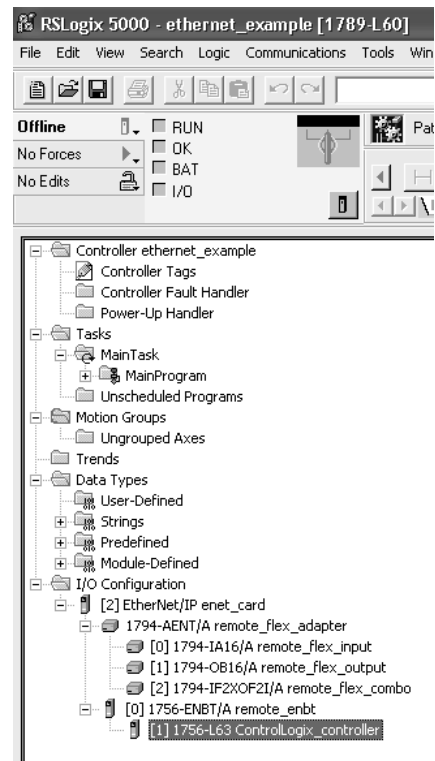 RSLogix 5000 - ethernet_example [1789-L60]
File Edit View Search Logic Communications Tools Win
Offline
RUN
No Forces
OK
BAT
No Edits
I/O
Pat
Controller ethernet_example
Controller Tags
Controller Fault Handler
Power-Up Handler
Tasks
MainTask
MainProgram
Unscheduled Programs
Motion Groups
Ungrouped Axes
Trends
Data Types
User-Defined
Strings
Predefined
Module-Defined
I/O Configuration
[2] EtherNet/IP enet_card
1794-AENT/A remote_flex_adapter
[0] 1794-IA16/A remote_flex_input
[1] 1794-OB16/A remote_flex_output
[2] 1794-IF2XOF2I/A remote_flex_combo
[0] 1756-ENBT/A remote_enbt
[1] 1756-L63 ControlLogix_controller